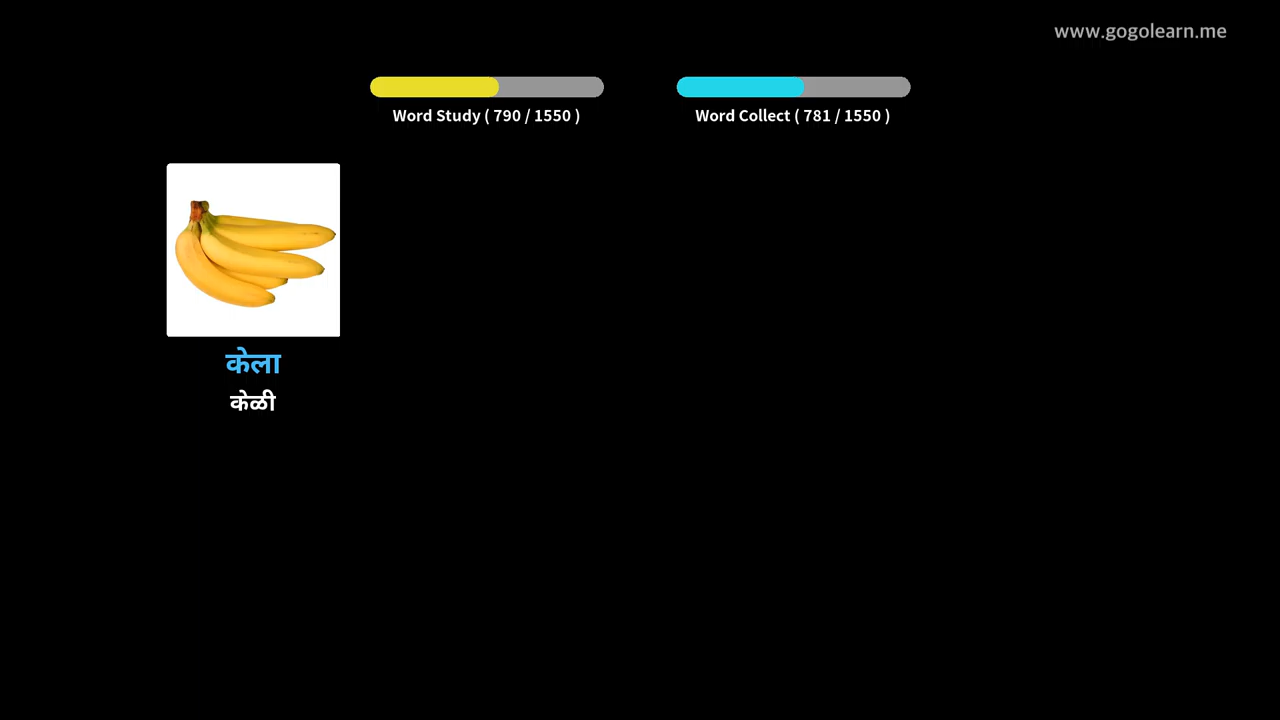 www.gogolearn.me
Word Study ( 790 / 1550 )
Word Collect ( 781 / 1550 )
केला
केळी